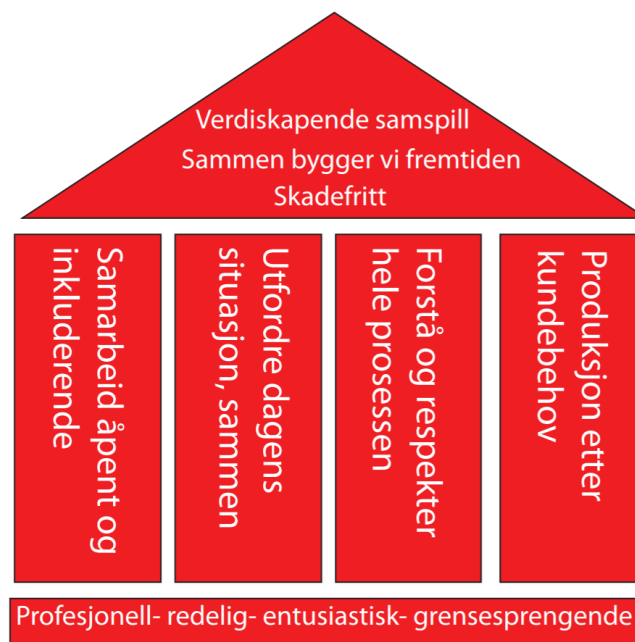 Verdiskapende samspill
Sammen bygger vi fremtiden
Skadefritt
Samarbeid åpent og
inkluderende
Utfordre dagens
situasjon, sammen
Forstå og respekter
hele prosessen
Produksjon etter
kundebehov
Profesjonell- redelig- entusiastisk- grensesprengende